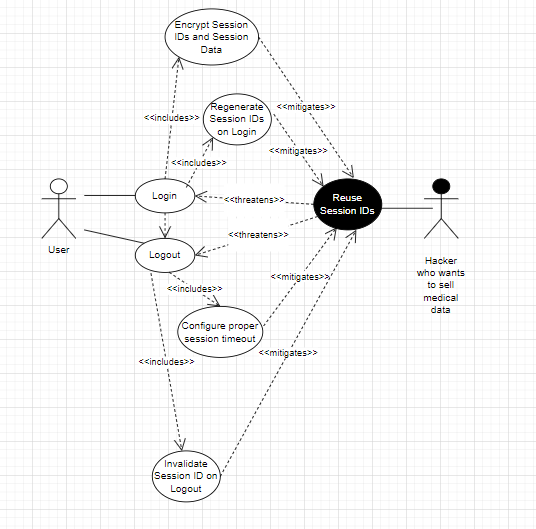 Encrypt Session
IDs and Session
Data
<<includes>>
<<mitigates>>
Regenerate
Session IDs
on Login
<<mitigates>>
<<includes>>
Login
<<threatens>>
Reuse
Session IDs
User
<<threatens>>
Logout
Hacker
who wants
to sell
medical
data
<<mitigates>>
<<includes>>
Configure proper
session timeout
<<mitigates>>
<<includes>>
Invalidate
Session ID on
Logout